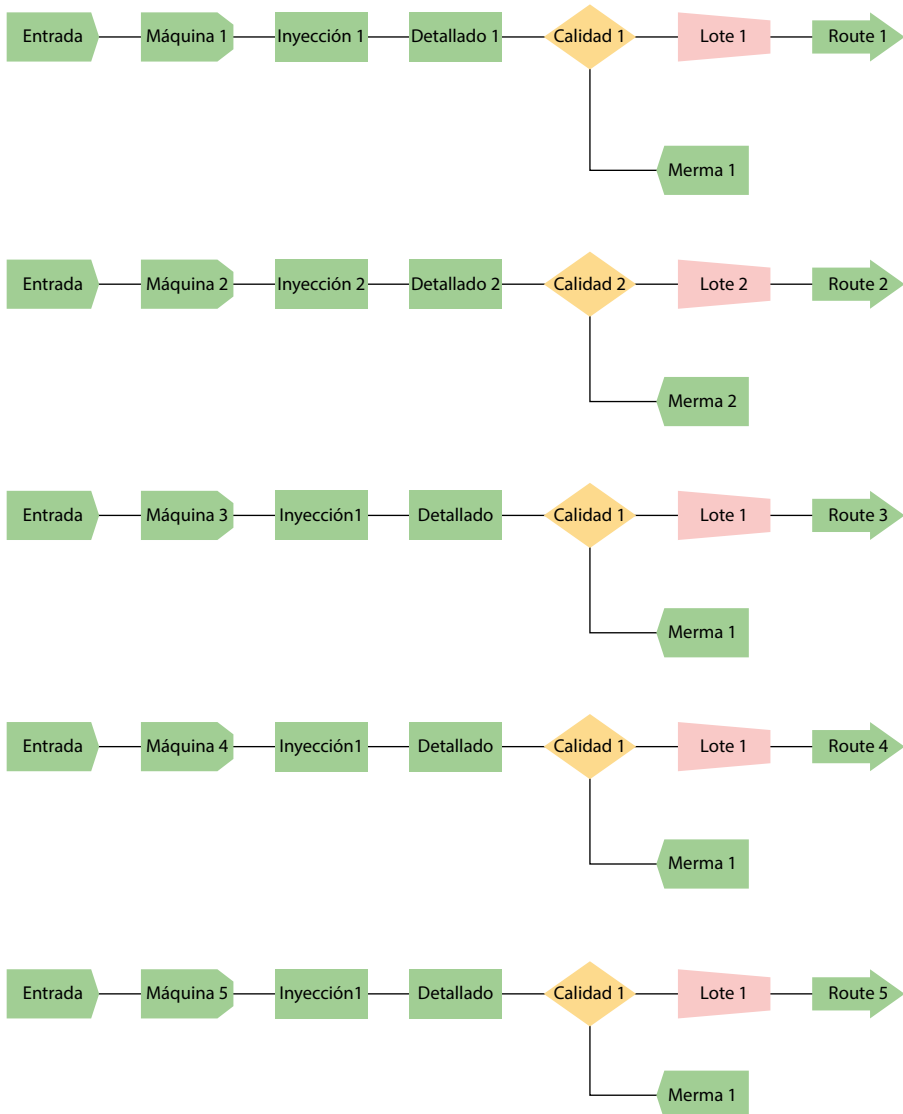 Entrada Máquina 1 Inyección 1 Detallado 1 Calidad 1 Lote 1 Route 1
Merma 1
Entrada Máquina 2 Inyección 2 Detallado 2 Calidad 2 Lote 2 Route 2
Merma 2
Entrada Máquina 3 Inyección1 Detallado Calidad 1 Lote 1 Route 3
Merma 1
Entrada Máquina 4 Inyección1 Detallado Calidad 1 Lote 1 Route 4
Merma 1
Entrada Máquina 5 Inyección1 Detallado Calidad 1 Lote 1 Route 5
Merma 1